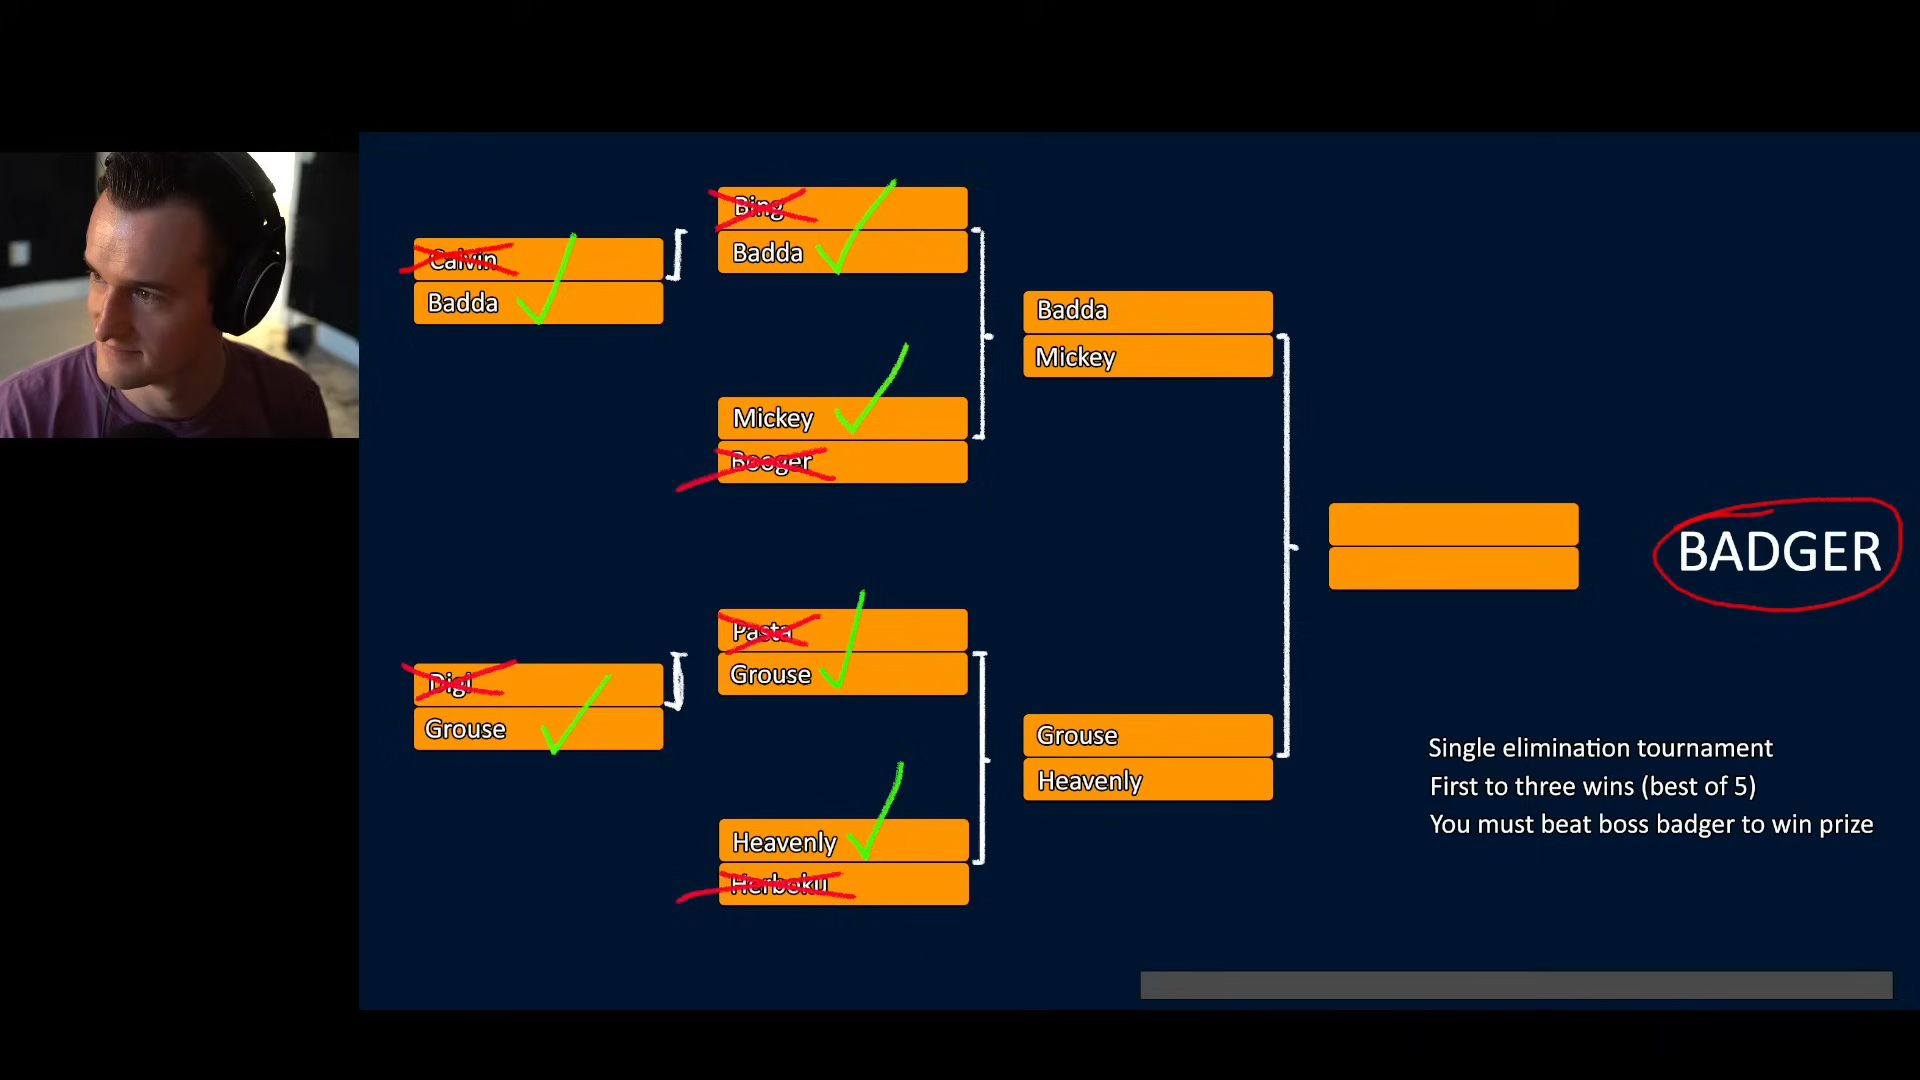 Calvin
Badda
Bing
Badda
Mickey
Booger
Badda
Mickey
Digi
Grouse
Pasta
Grouse
Heavenly
Herboku
Grouse
Heavenly
BADGER
Single elimination tournament
First to three wins (best of 5)
You must beat boss badger to win prize